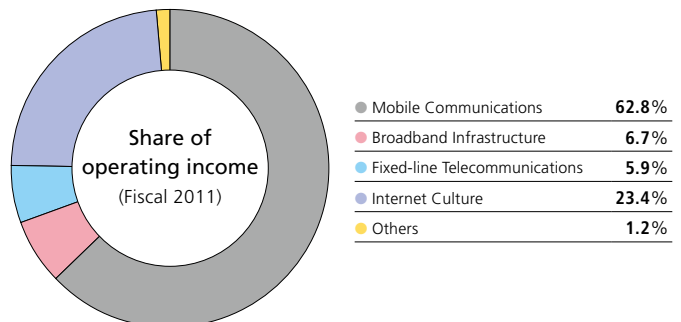 Share of
operating income
(Fiscal 2011)
Mobile Communications 62.8%
Broadband Infrastructure 6.7%
Fixed-line Telecommunications 5.9%
Internet Culture 23.4%
Others 1.2%